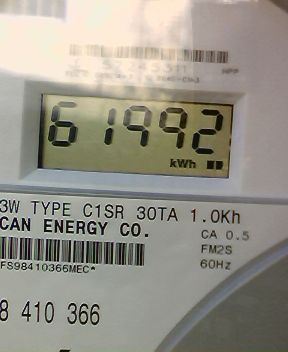 61992
kWh
3W TYPE C1SR 30TA 1.0Kh
CAN ENERGY CO.
CA 0.5
FM2S
60Hz
FS98410366MEC*
8 410 366